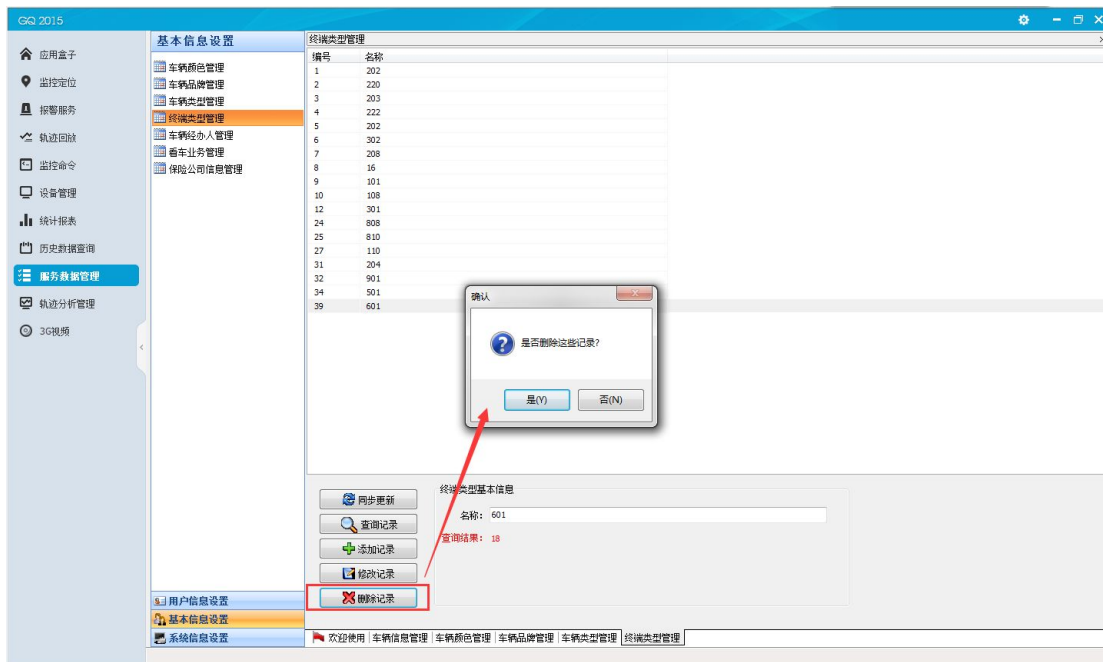 GQ 2015
应用盒子
监控定位
报警服务
轨迹回放
监控命令
设备管理
统计报表
历史数据查询
服务数据管理
轨迹分析管理
3G视频
基本信息设置
车辆颜色管理
车辆品牌管理
车辆类型管理
终端类型管理
车辆经办人管理
看车业务管理
保险公司信息管理
用户信息设置
基本信息设置
系统信息设置
终端类型管理
编号 名称
1 202
2 220
3 203
4 222
5 202
6 302
7 208
8 16
9 101
10 108
12 301
24 808
25 810
27 110
31 204
32 901
34 501
39 601
确认
是否删除这些记录?
是(Y) 否(N)
同步更新
查询记录
添加记录
修改记录
删除记录
终端类型基本信息
名称: 601
查询结果: 18
欢迎使用 车辆信息管理 车辆颜色管理 车辆品牌管理 车辆类型管理 终端类型管理